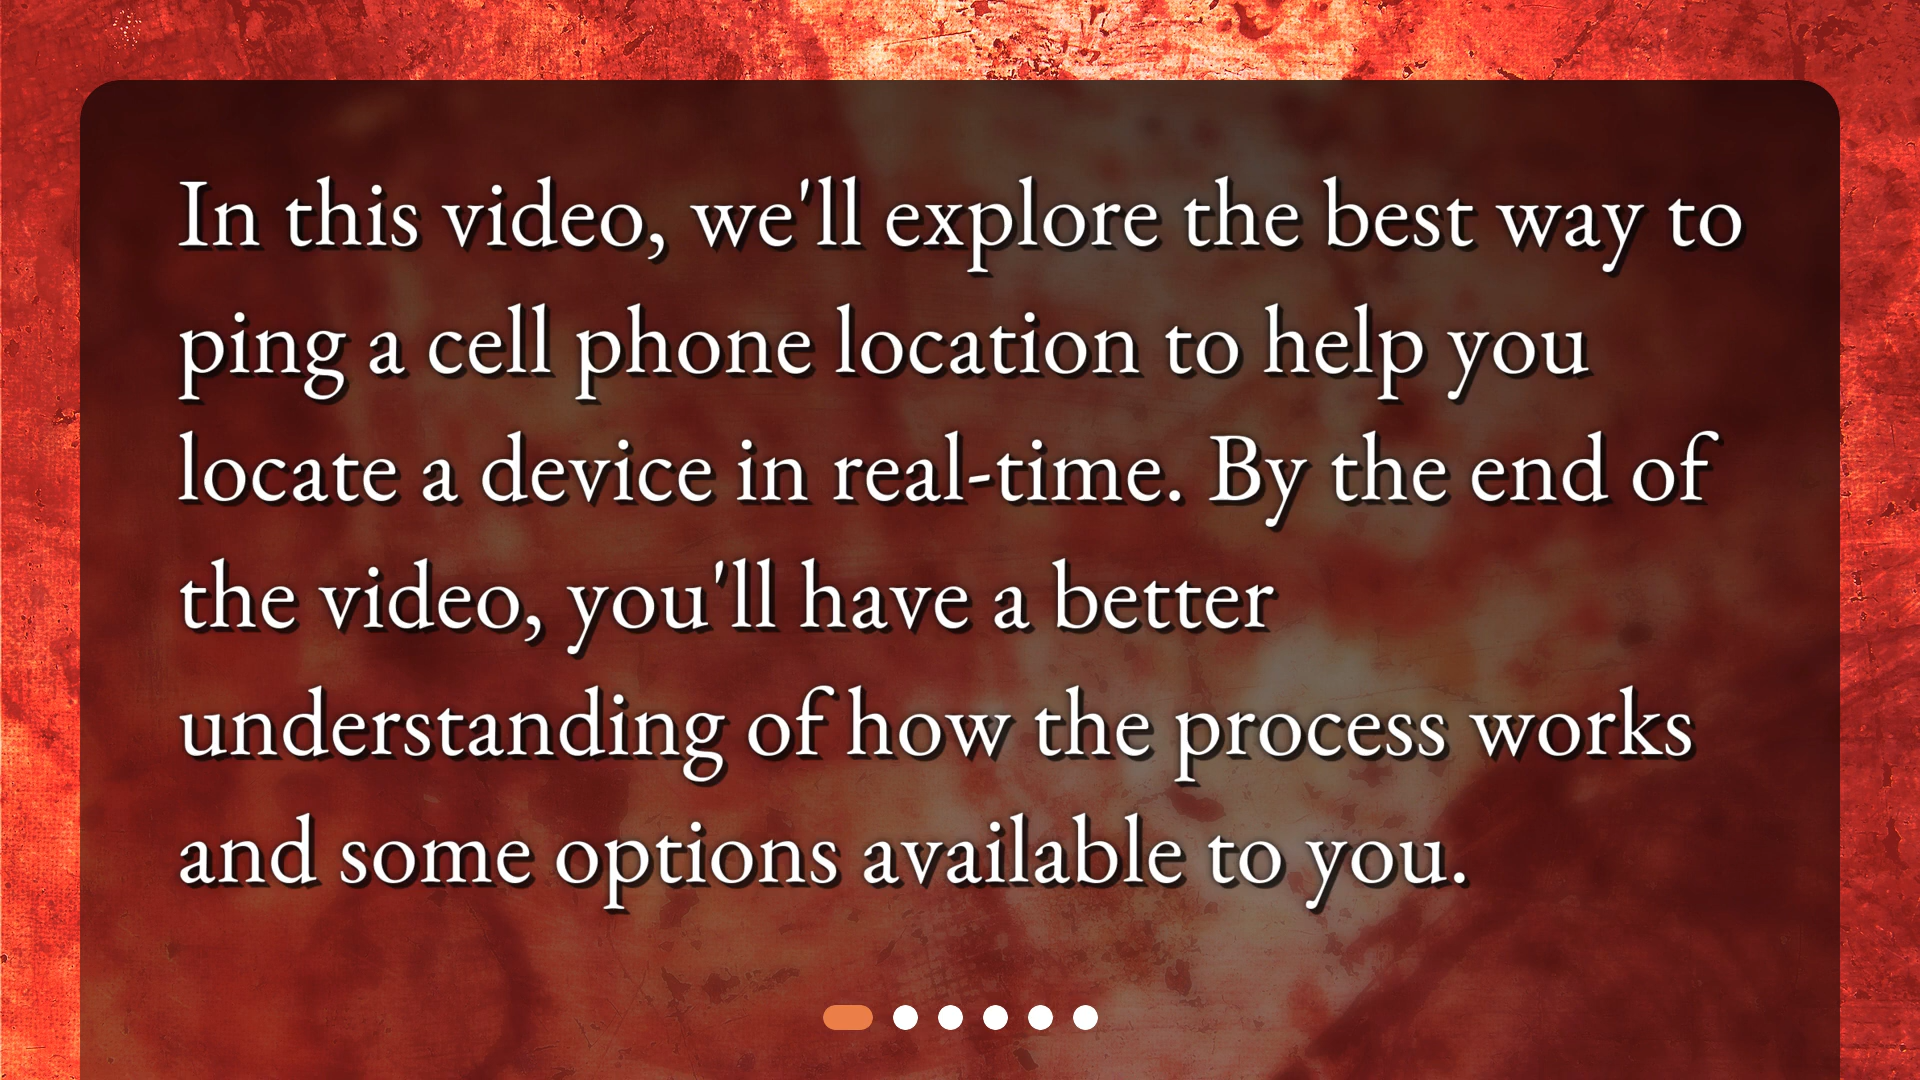 In this video, we'll explore the best way to
ping a cell phone location to help you
locate a device in real-time. By the end of
the video, you'll have a better
understanding of how the process works
and some options available to you.